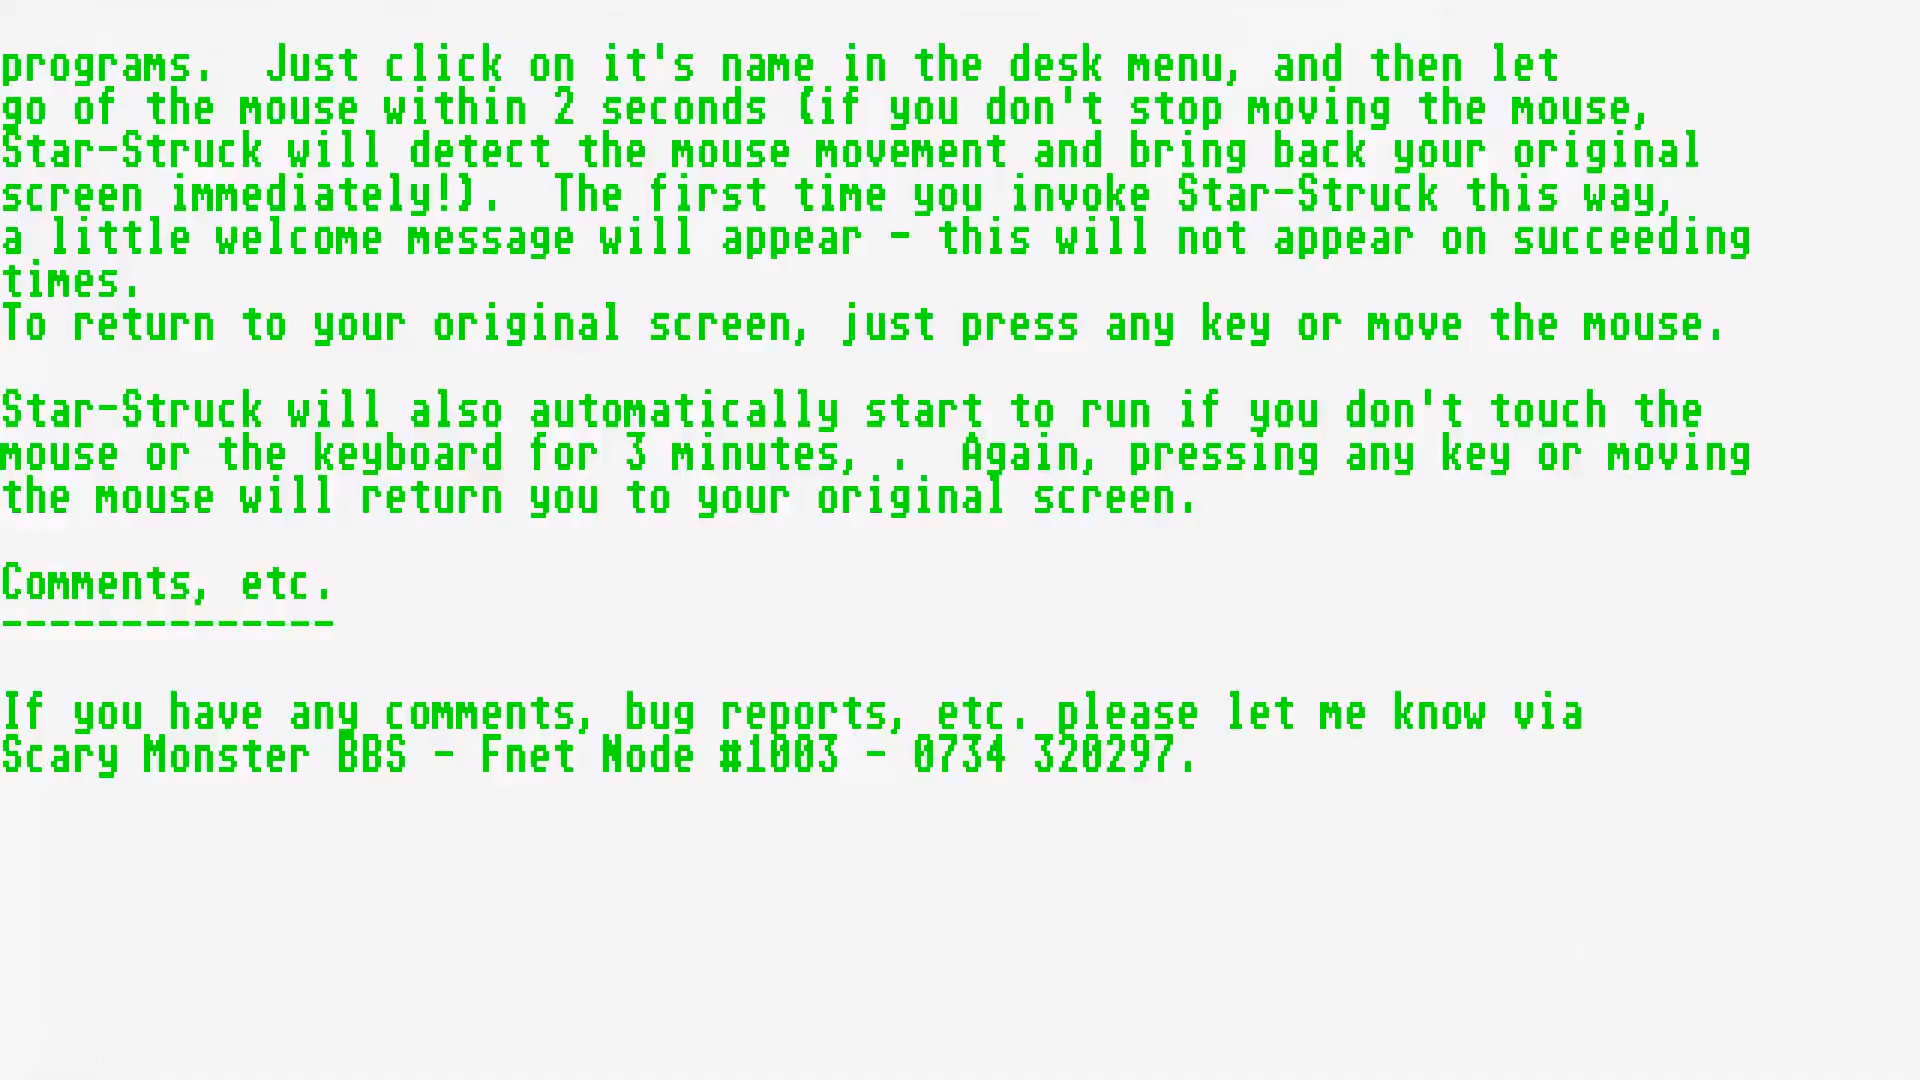 programs.  Just click on it's name in the desk menu, and then let
go of the mouse within 2 seconds (if you don't stop moving the mouse,
Star-Struck will detect the mouse movement and bring back your original
screen immediately!).  The first time you invoke Star-Struck this way,
a little welcome message will appear - this will not appear on succeeding
times.
To return to your original screen, just press any key or move the mouse.
Star-Struck will also automatically start to run if you don't touch the
mouse or the keyboard for 3 minutes, .  Again, pressing any key or moving
the mouse will return you to your original screen.
Comments, etc.
--------------
If you have any comments, bug reports, etc. please let me know via
Scary Monster BBS - Fnet Node #1003 - 0734 320297.